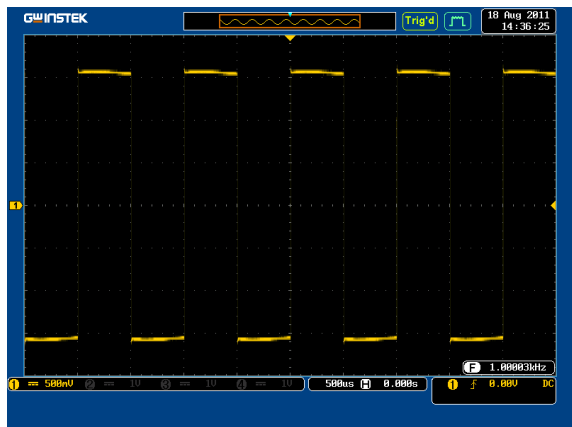 GWINSTEK Trig'd 18 Aug 2011
14:36:25
1
F 1.00003kHz
1 500mV 2 1V 3 1V 4 1V 500us H 0.000s 1 0.00V DC